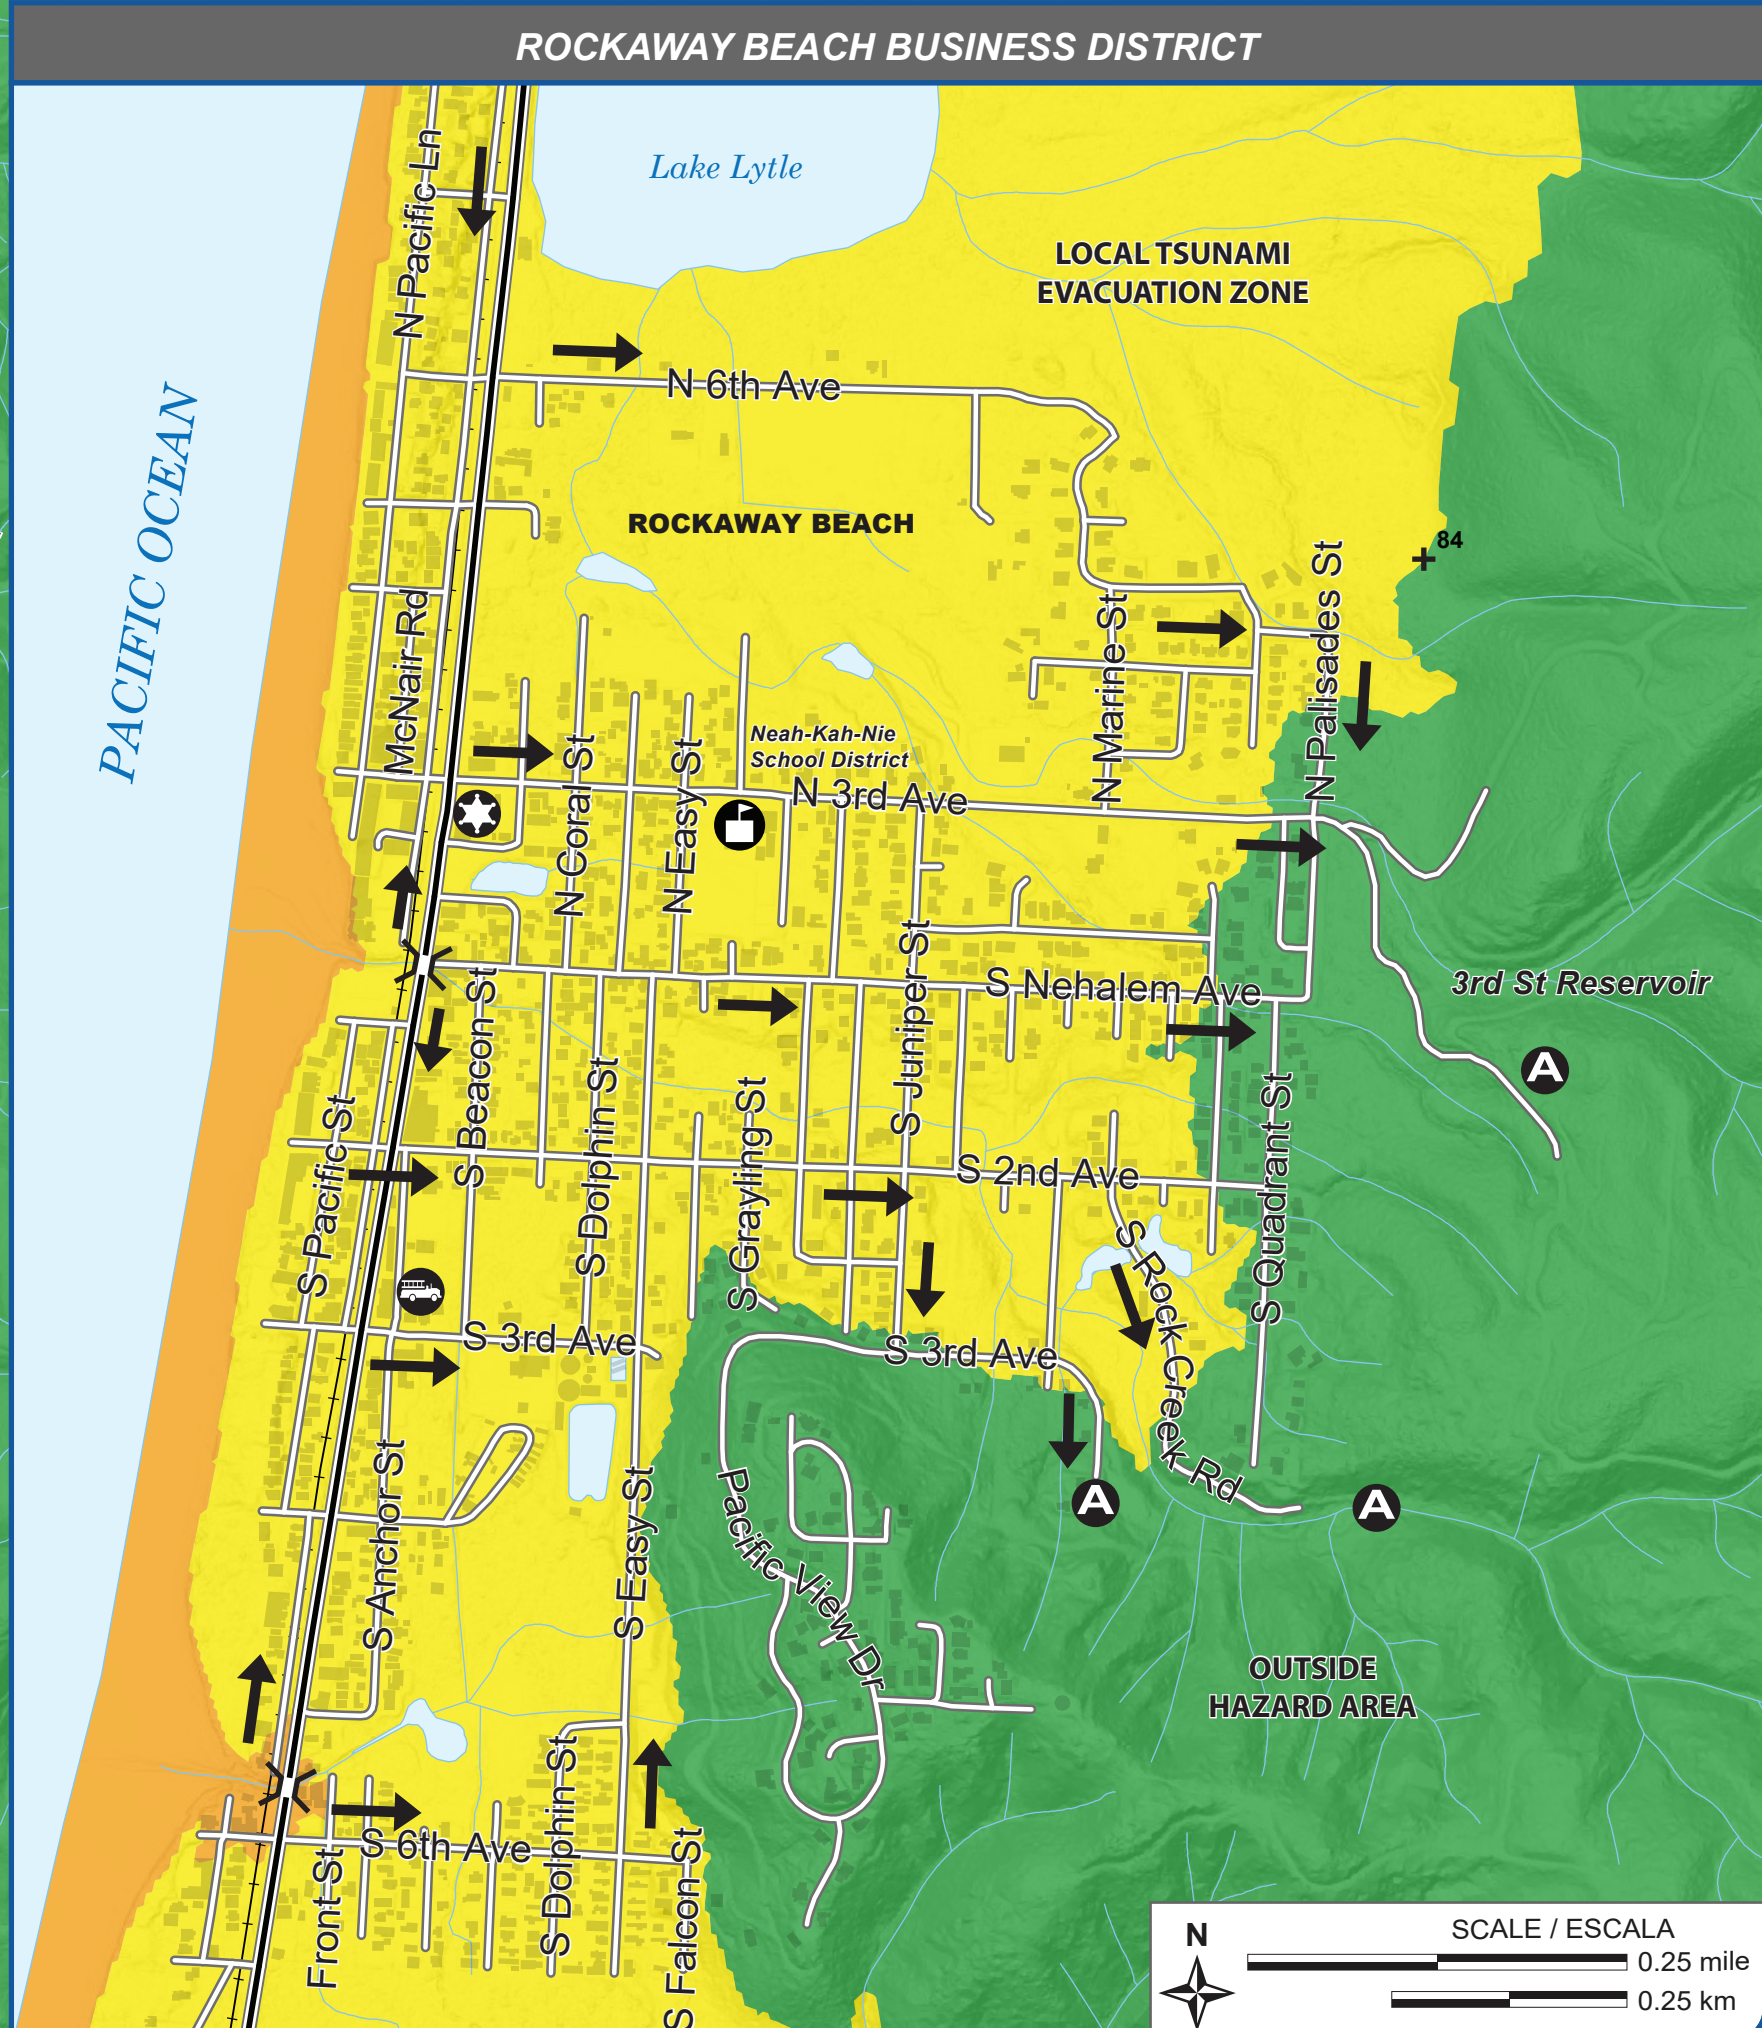 ROCKAWAY BEACH BUSINESS DISTRICT
Lake Lytle
N Pacific Ln
LOCAL TSUNAMI
EVACUATION ZONE
N 6th Ave
PACIFIC OCEAN
ROCKAWAY BEACH
84
N Palisades St
McNair Rd
N Marine St
Neah-Kah-Nie
School District
N Coral St
N Easy St
N 3rd Ave
S Nehalem Ave
3rd St Reservoir
S Juniper St
S Beacon St
A
S Pacific St
S Dolphin St
S Grayling St
S 2nd Ave
S Quadrant St
S Rock Creek Rd
S 3rd Ave
S 3rd Ave
S Anchor St
S Easy St
Pacific View Dr
A
A
OUTSIDE
HAZARD AREA
S Dolphin St
S 6th Ave
Front St
S Falcon St
N
SCALE / ESCALA
0.25 mile
0.25 km